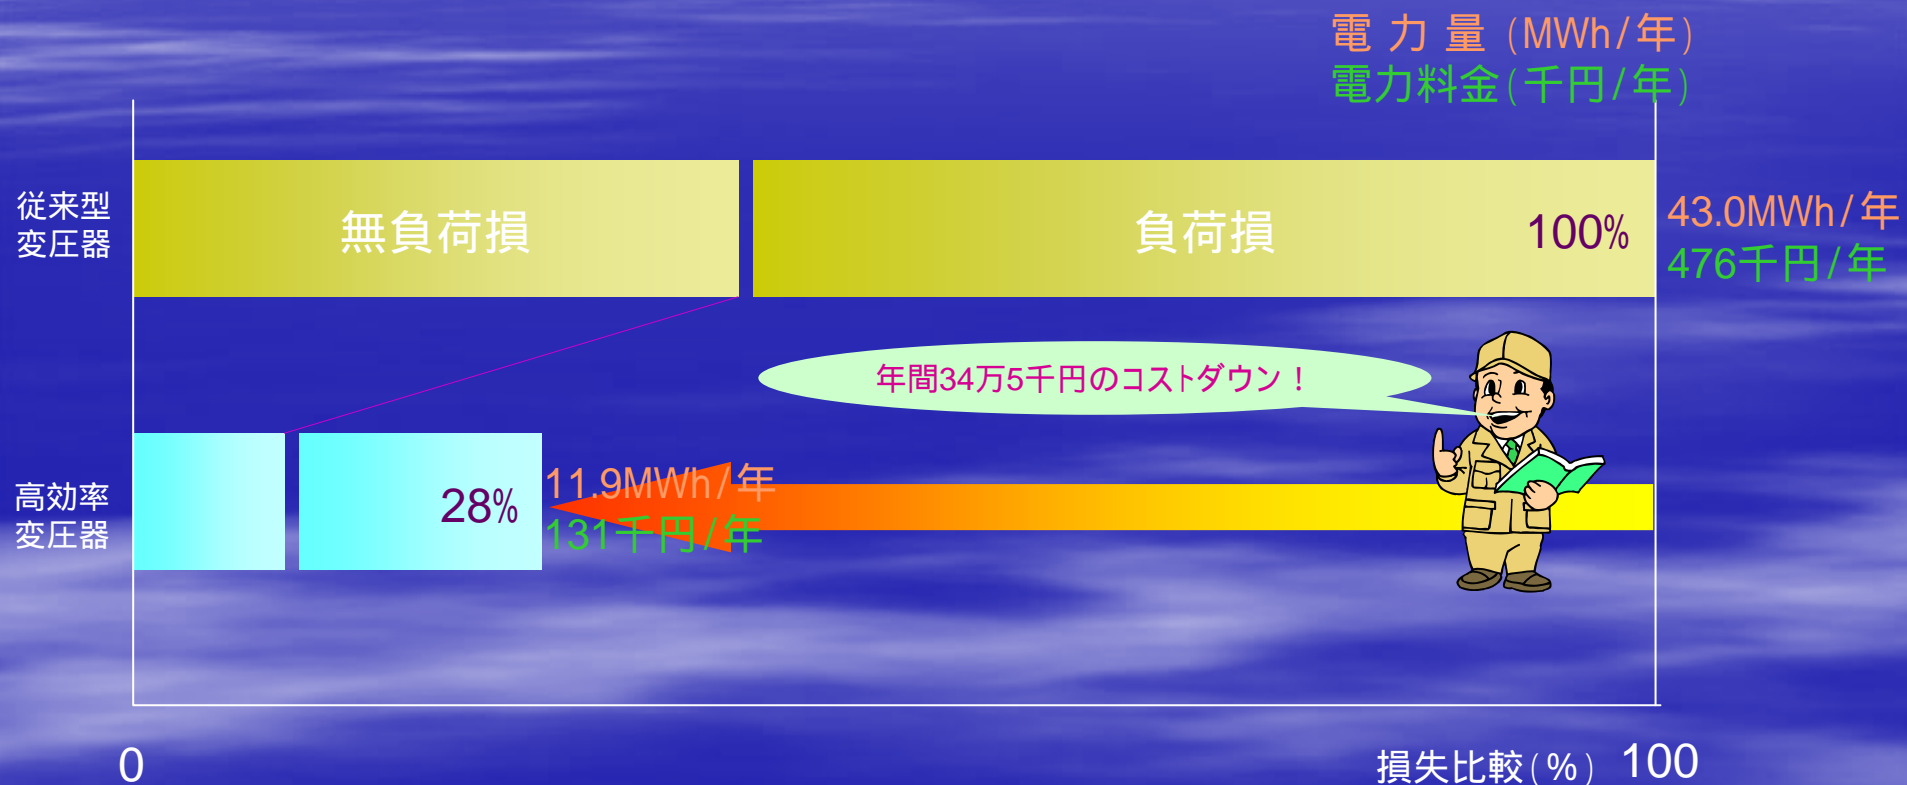 電 力 量 (MWh/年)
電力料金(千円/年)
従来型
変圧器
無負荷損
負荷損
100%
43.0MWh/年
476千円/年
年間34万5千円のコストダウン！
高効率
変圧器
28%
11.9MWh/年
131千円/年
0
損失比較(%)
100